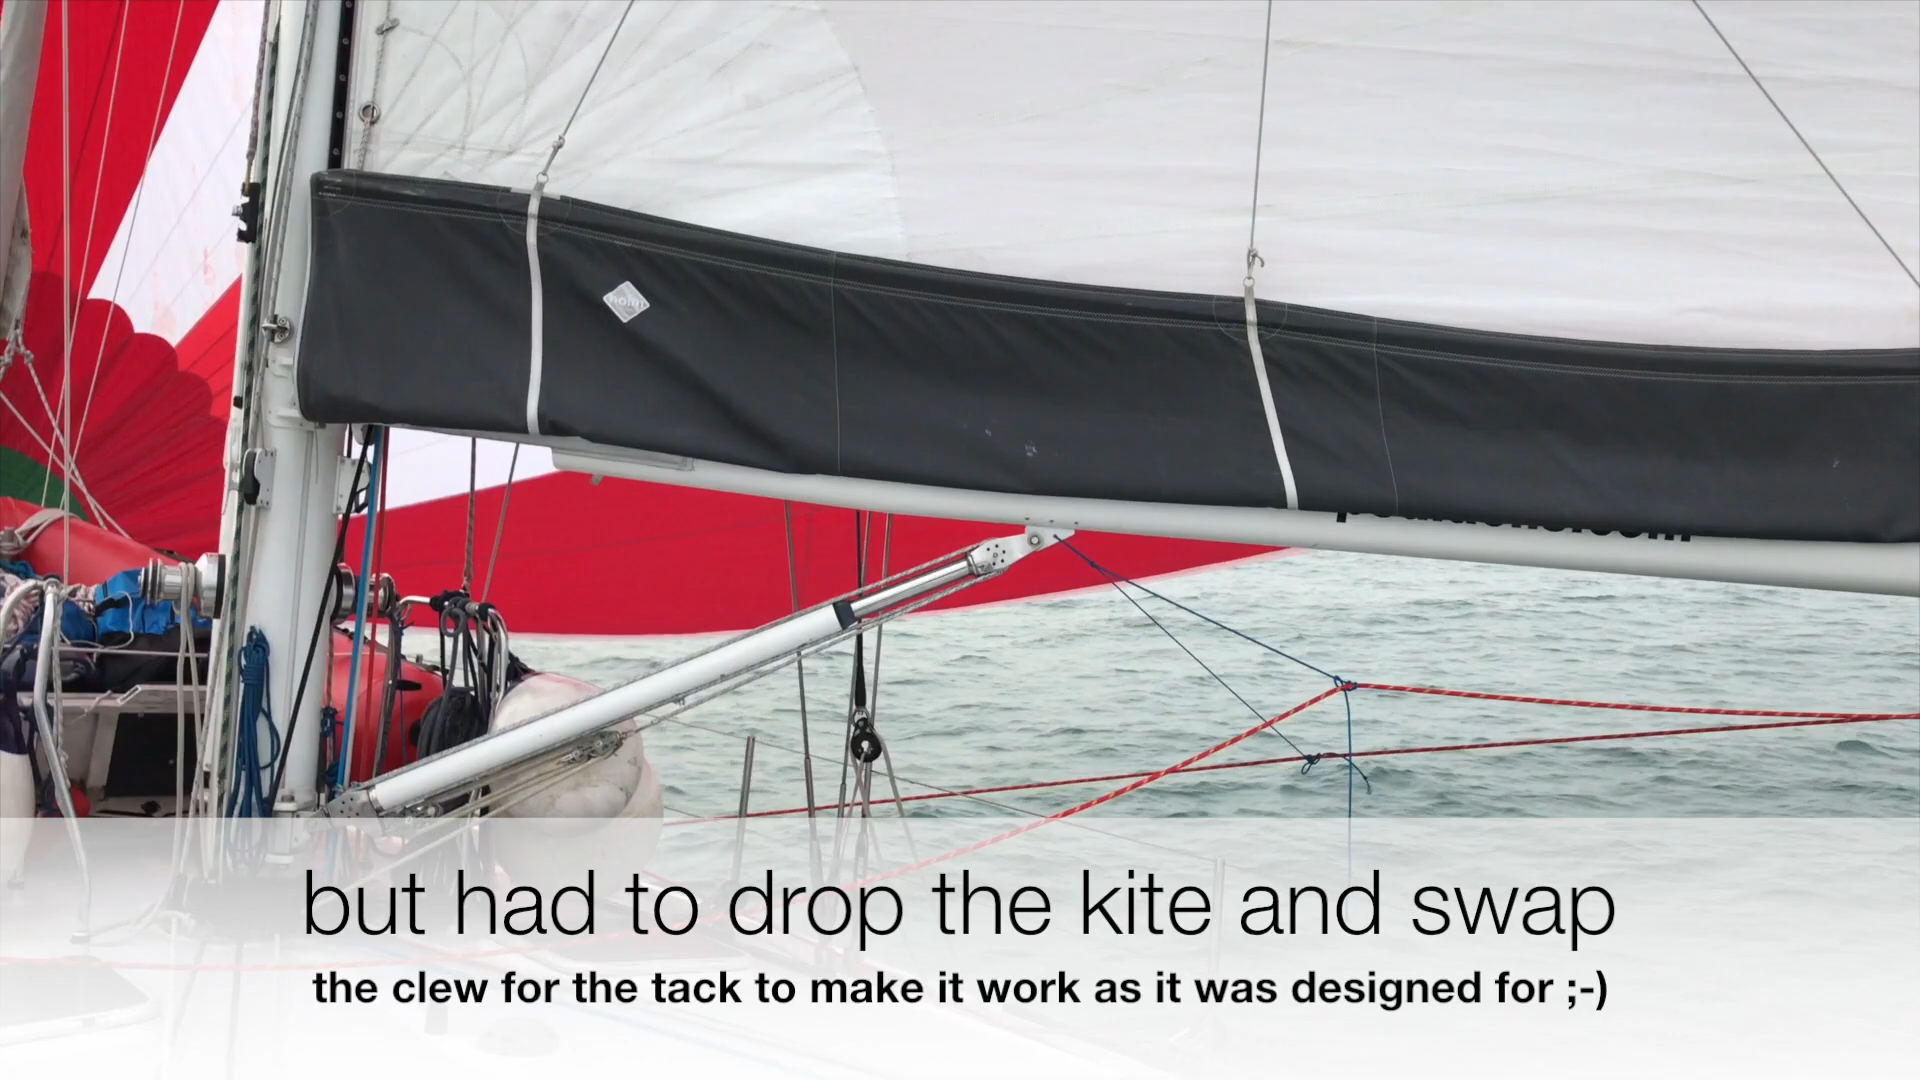 but had to drop the kite and swap
the clew for the tack to make it work as it was designed for ;-)